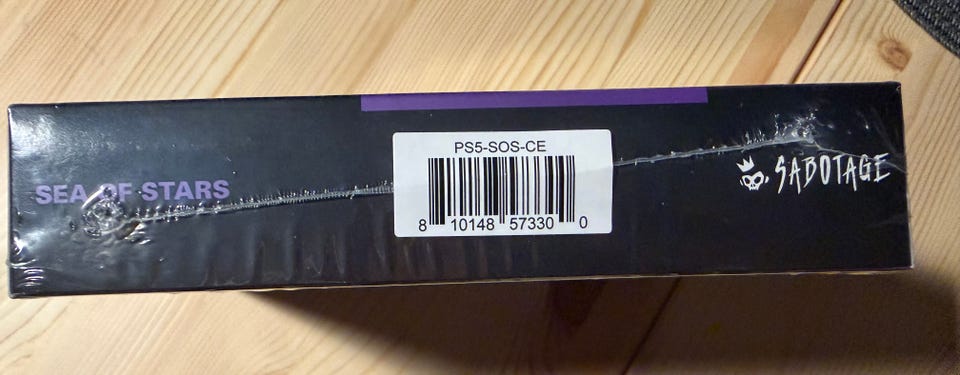 PS5-SOS-CE
SEA OF STARS
SABOTAGE
8 10148 57330 0